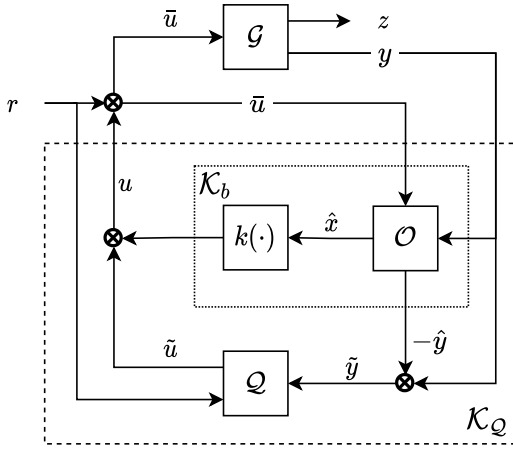 ū
𝒢
z
y
r
ū
u
𝒦_b
k(·)
x̂
𝒪
−ŷ
ũ
𝒬
ỹ
𝒦_𝒬